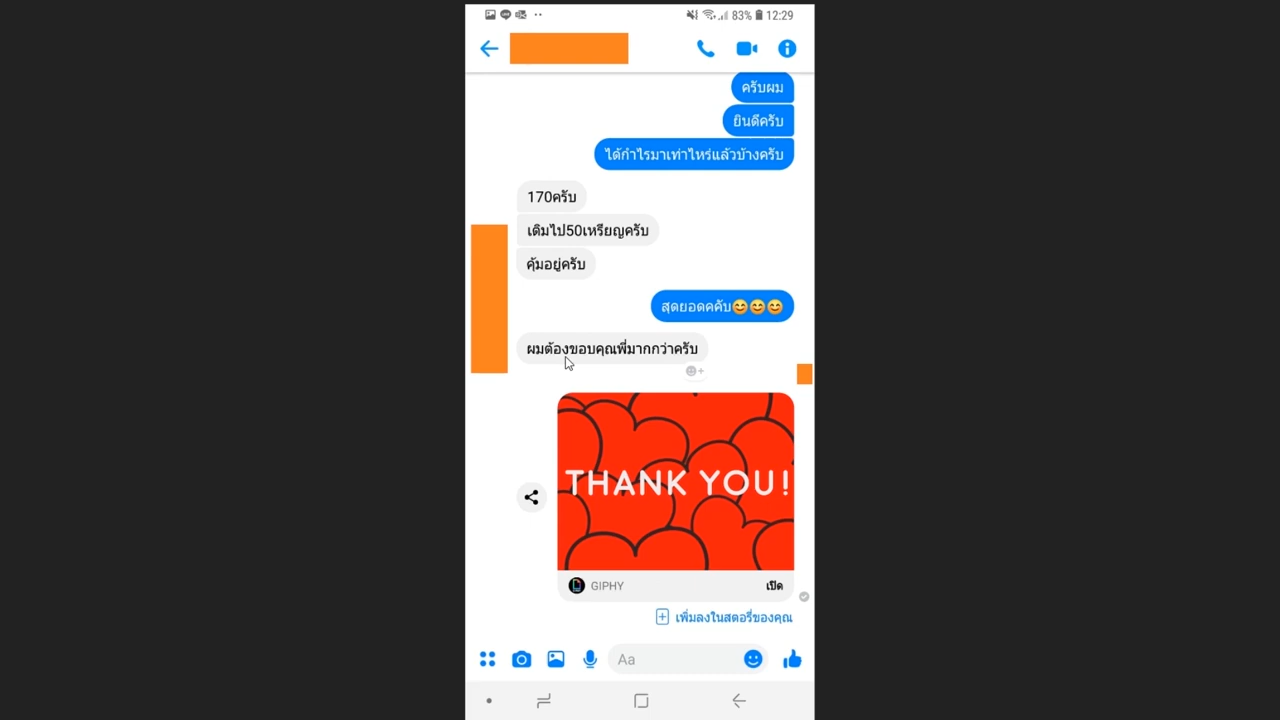 83% 12:29
ครับผม
ยินดีครับ
ได้กำไรมาเท่าไหร่แล้วบ้างครับ
170ครับ
เติมไป50เหรียญครับ
คุ้มอยู่ครับ
สุดยอดคคับ😊😊😊
ผมต้องขอบคุณพี่มากกว่าครับ
THANK YOU!
GIPHY เปิด
เพิ่มลงในสตอรี่ของคุณ
Aa